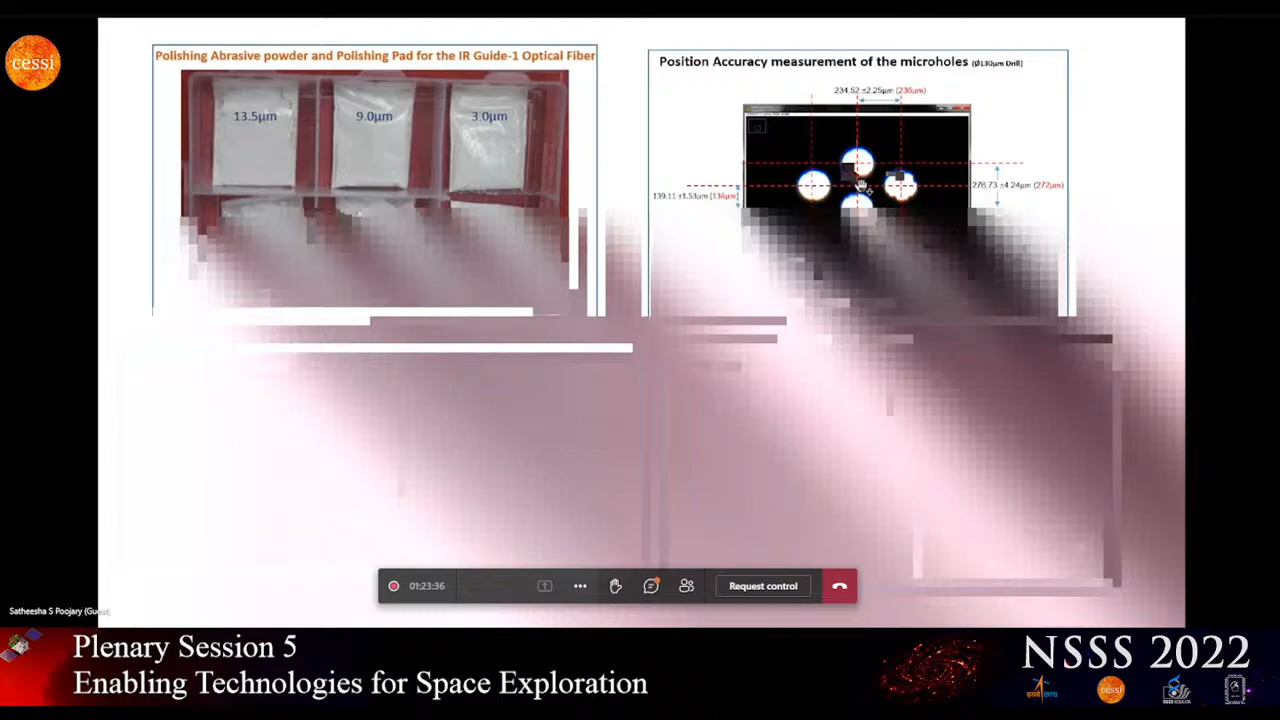 cessi
Polishing Abrasive powder and Polishing Pad for the IR Guide-1 Optical Fiber
13.5µm 9.0µm 3.0µm
Position Accuracy measurement of the microholes (Ø130µm Drill)
234.52 ±2.25µm (236µm)
276.73 ±4.24µm (272µm)
139.11 ±1.53µm (136µm)
01:23:36
Request control
Satheesha S Poojary (Guest)
Plenary Session 5
Enabling Technologies for Space Exploration
NSSS 2022
cessi